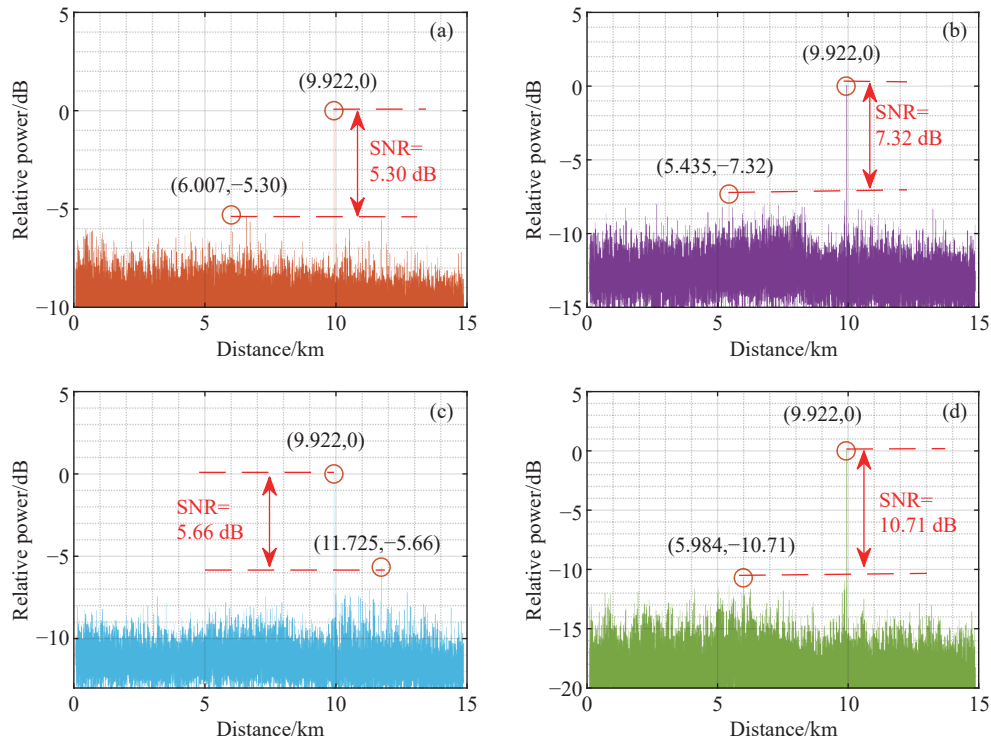 (a)
5
0
−5
−10
Relative power/dB
(9.922,0)
SNR=
5.30 dB
(6.007,−5.30)
0
5
10
15
Distance/km
(b)
5
0
−5
−10
−15
Relative power/dB
(9.922,0)
SNR=
7.32 dB
(5.435,−7.32)
0
5
10
15
Distance/km
(c)
5
0
−5
−10
Relative power/dB
(9.922,0)
SNR=
5.66 dB
(11.725,−5.66)
0
5
10
15
Distance/km
(d)
5
0
−5
−10
−15
−20
Relative power/dB
(9.922,0)
SNR=
10.71 dB
(5.984,−10.71)
0
5
10
15
Distance/km